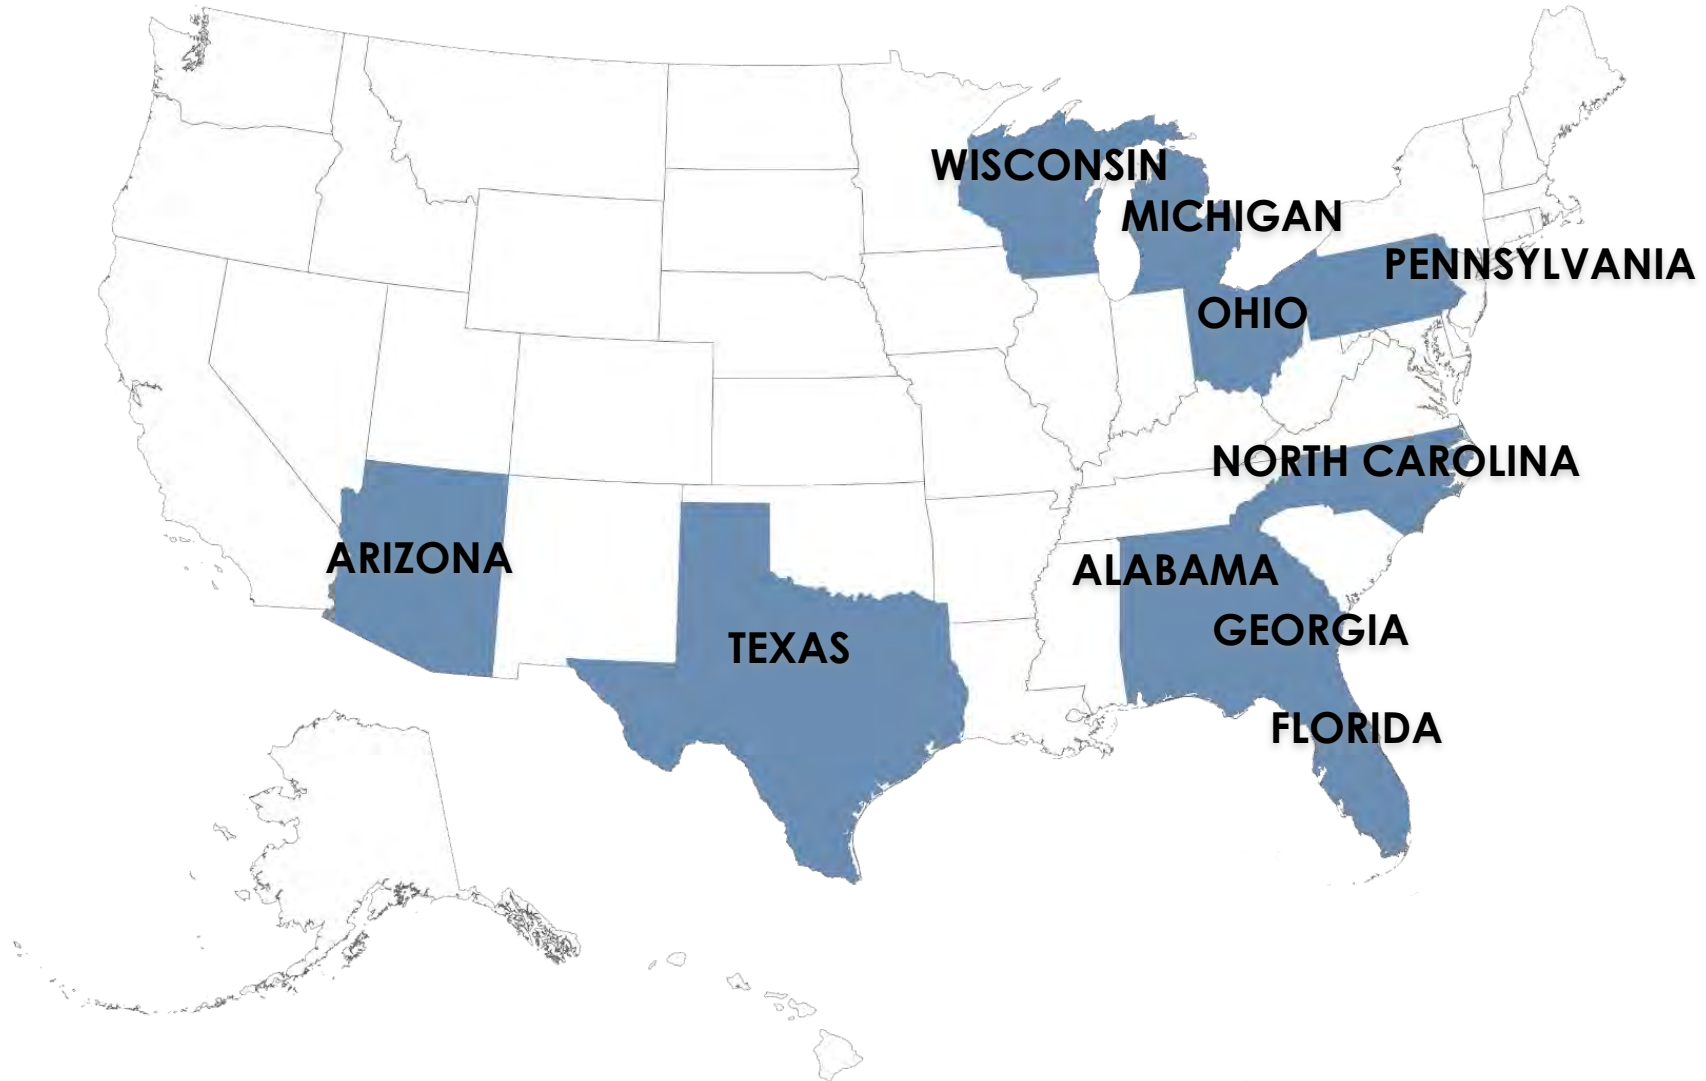 WISCONSIN
MICHIGAN
PENNSYLVANIA
OHIO
NORTH CAROLINA
ARIZONA
ALABAMA
GEORGIA
TEXAS
FLORIDA